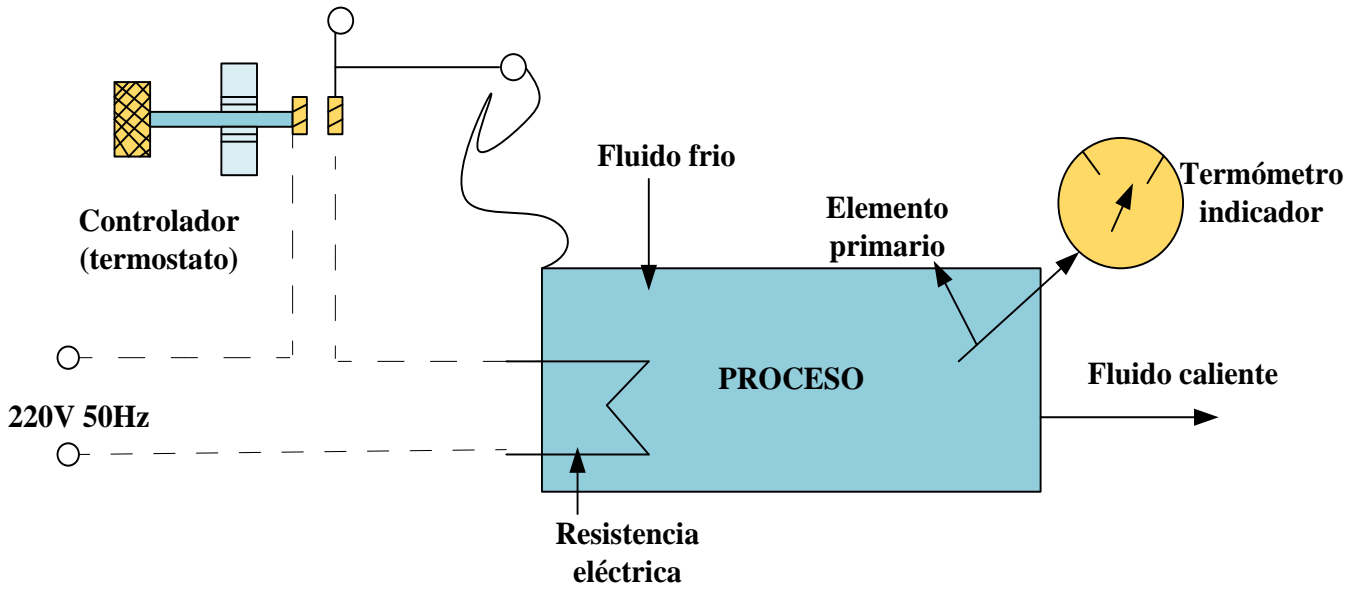 Fluido frio
Termómetro
indicador
Elemento
primario
Controlador
(termostato)
PROCESO
Fluido caliente
220V 50Hz
Resistencia
eléctrica